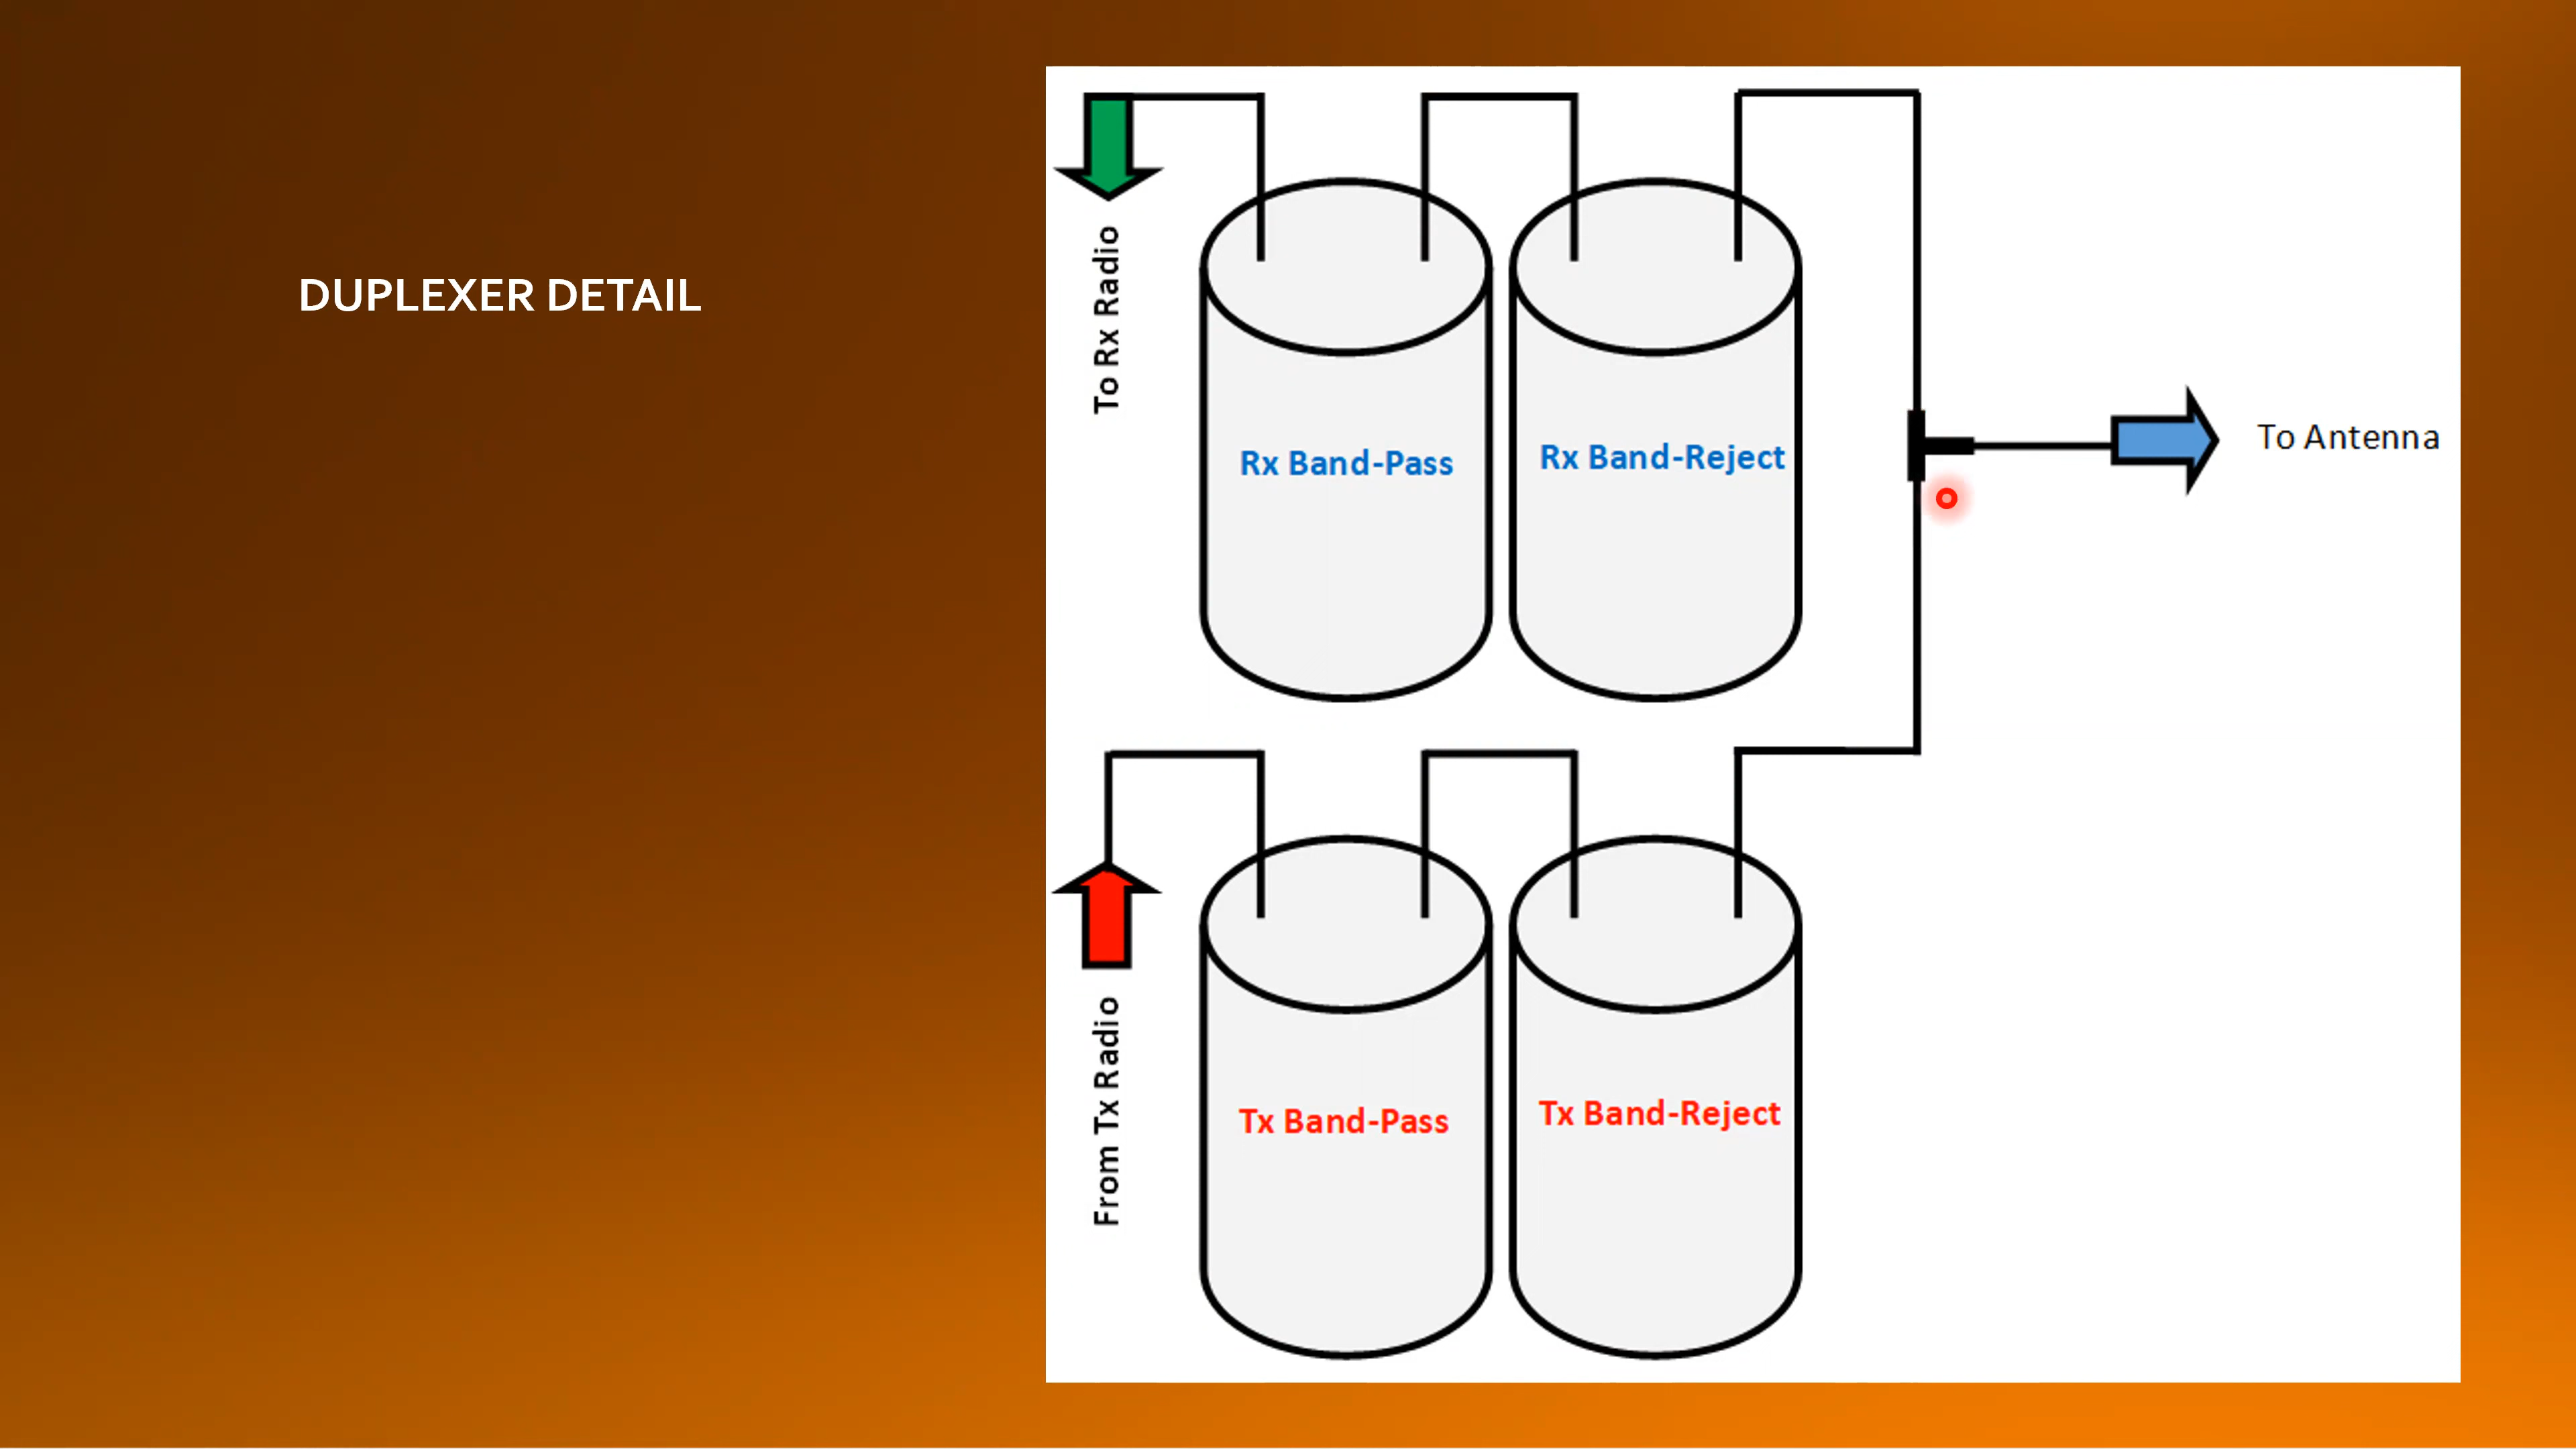 DUPLEXER DETAIL
To Rx Radio
Rx Band-Pass
Rx Band-Reject
To Antenna
From Tx Radio
Tx Band-Pass
Tx Band-Reject